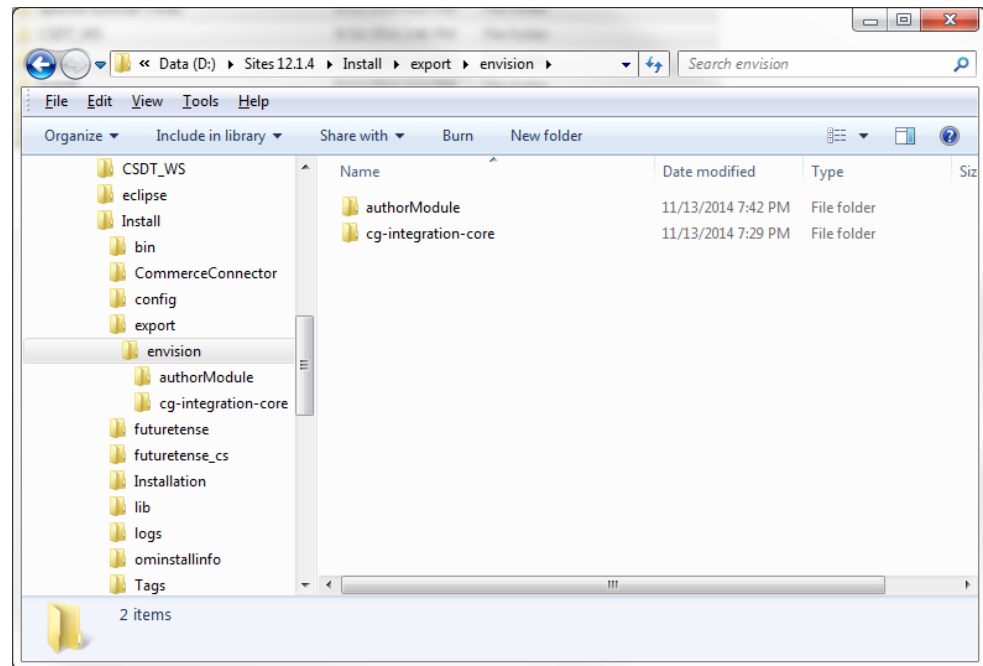 « Data (D:) ▸ Sites 12.1.4 ▸ Install ▸ export ▸ envision ▸ Search envision
File Edit View Tools Help
Organize Include in library Share with Burn New folder
Name Date modified Type Siz
CSDT_WS
eclipse
Install
bin
CommerceConnector
config
export
envision
authorModule
cg-integration-core
futuretense
futuretense_cs
Installation
lib
logs
ominstallinfo
Tags
authorModule 11/13/2014 7:42 PM File folder
cg-integration-core 11/13/2014 7:29 PM File folder
2 items